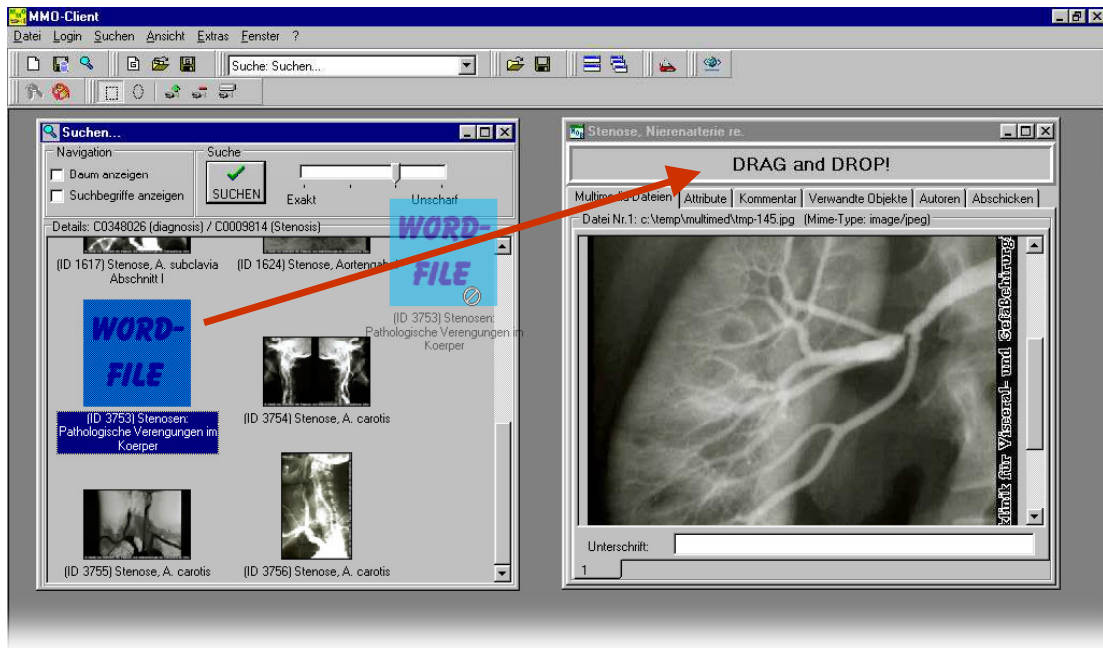 MMO-Client
Datei Login Suchen Ansicht Extras Fenster ?
Suche: Suchen...
Suchen...
Navigation
Baum anzeigen
Suchbegriffe anzeigen
Suche
SUCHEN
Exakt
Unscharf
Details: C0348026 (diagnosis) / C0009814 (Stenosis)
(ID 1617) Stenose, A. subclavia
Abschnitt I
(ID 1624) Stenose, Aortengabel
WORD-
FILE
(ID 3753) Stenosen:
Pathologische Verengungen im
Koerper
WORD-
FILE
(ID 3753) Stenosen:
Pathologische Verengungen im
Koerper
(ID 3754) Stenose, A. carotis
(ID 3755) Stenose, A. carotis
(ID 3756) Stenose, A. carotis
Stenose, Nierenarterie re.
DRAG and DROP!
Multimedia Dateien Attribute Kommentar Verwandte Objekte Autoren Abschicken
Datei Nr.1: c:\temp\multimed\tmp-145.jpg (Mine-Type: image/jpeg)
klinik für Visceral- und Gefäßchirurg
Unterschrift:
1